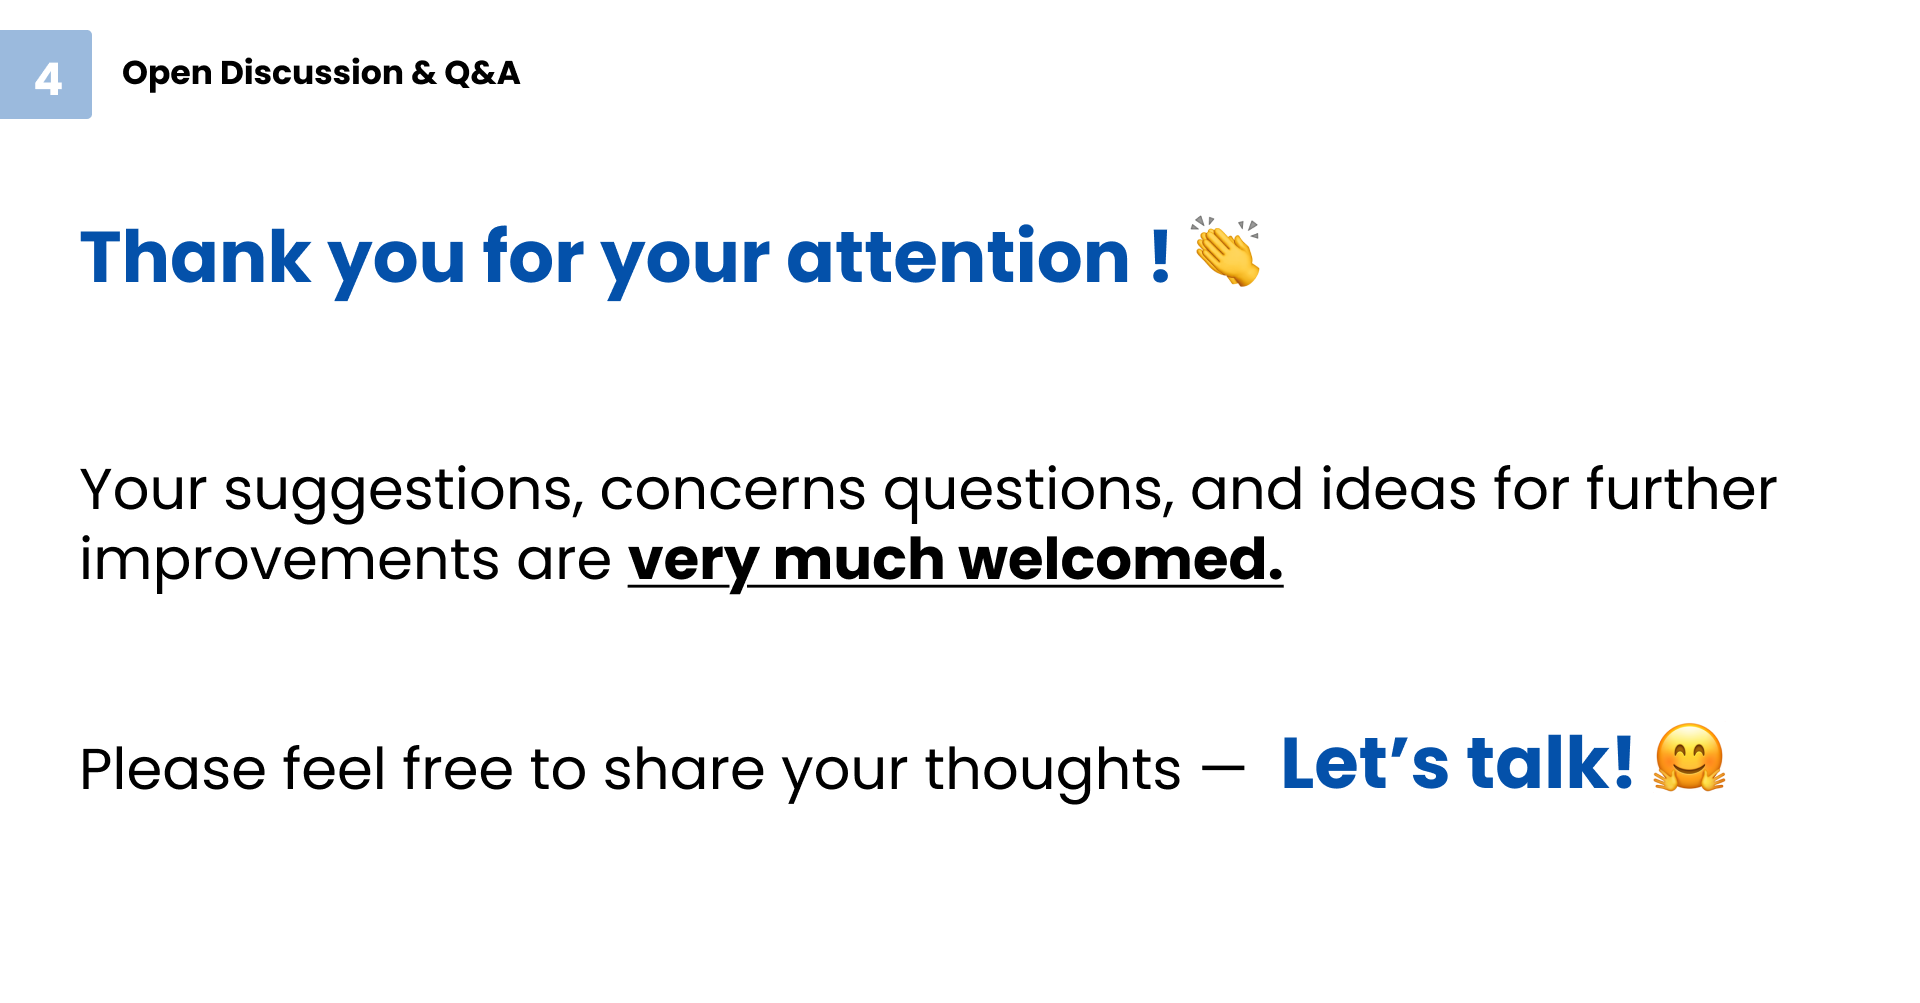 4
Open Discussion & Q&A
Thank you for your attention ! 👏
Your suggestions, concerns questions, and ideas for further
improvements are very much welcomed.
Please feel free to share your thoughts — Let’s talk! 🤗